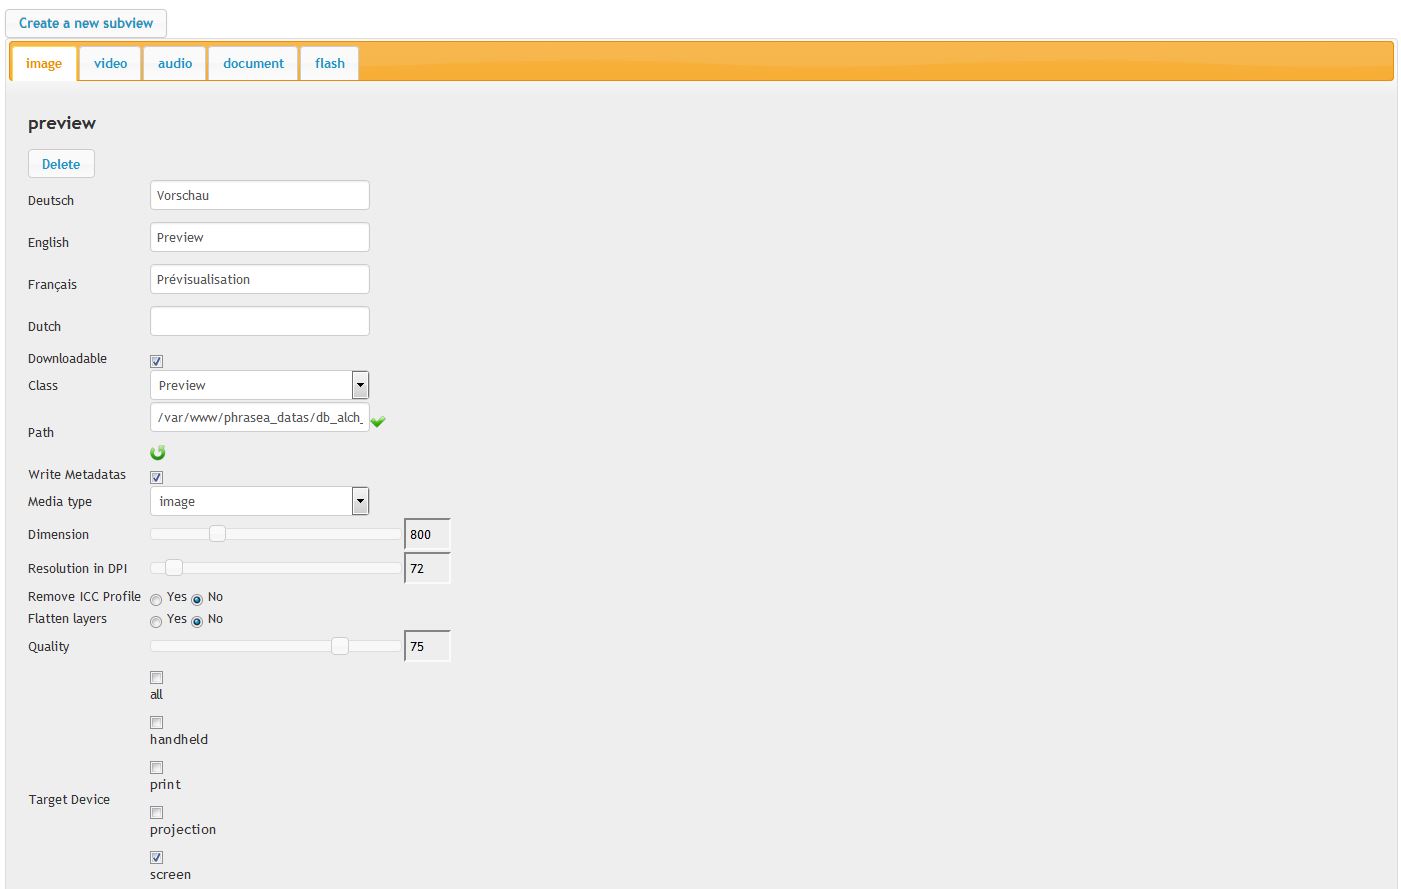 Create a new subview
image video audio document flash
preview
Delete
Deutsch Vorschau
English Preview
Français Prévisualisation
Dutch
Downloadable
Class Preview
Path /var/www/phrasea_datas/db_alch_
Write Metadatas
Media type image
Dimension 800
Resolution in DPI 72
Remove ICC Profile Yes No
Flatten layers Yes No
Quality 75
all
handheld
print
Target Device
projection
screen